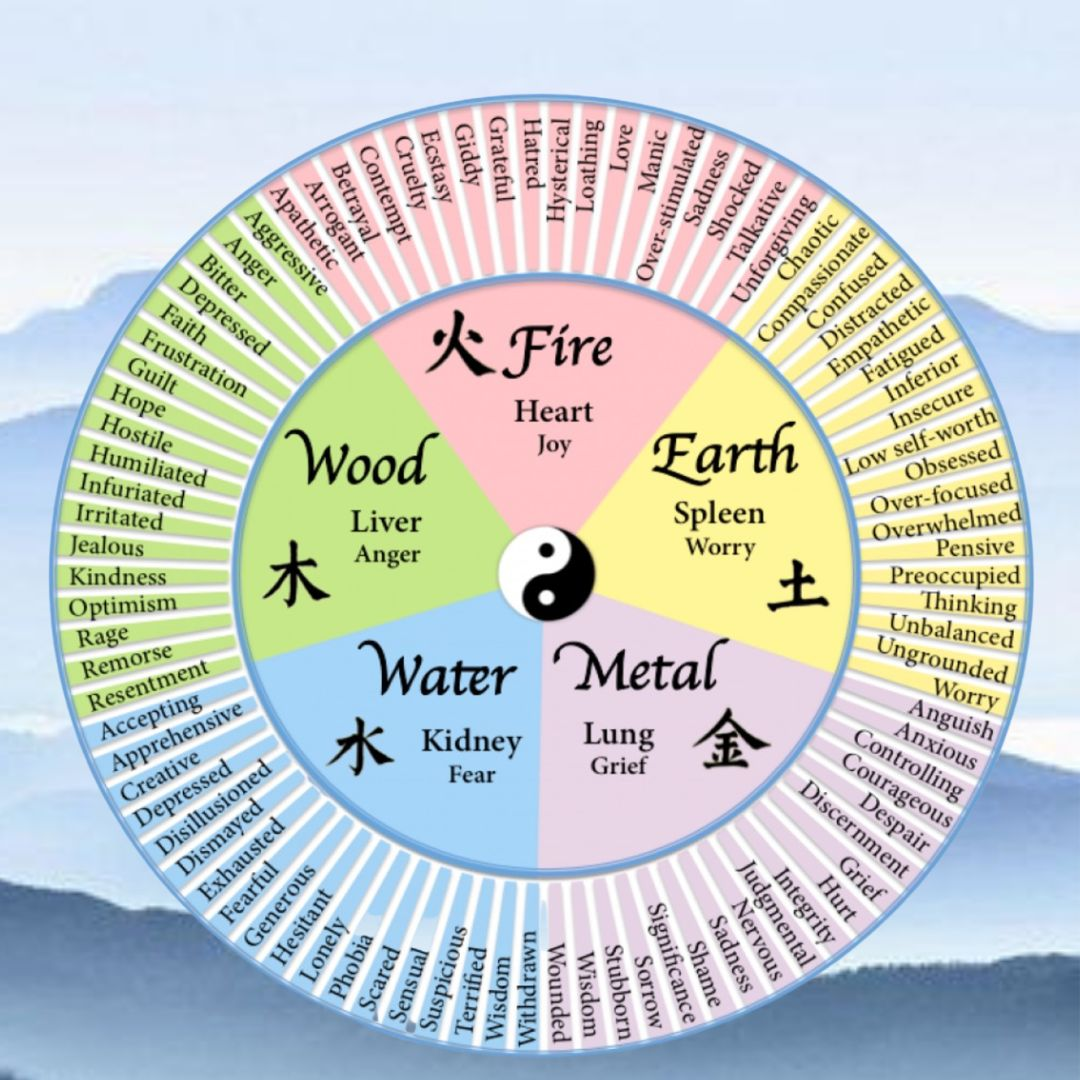 火 Fire
Heart
Joy
Earth
Spleen
Worry
土
Metal
Lung
Grief
金
Water
水
Kidney
Fear
Wood
Liver
Anger
木
Apathetic
Arrogant
Betrayal
Contempt
Cruelty
Ecstasy
Giddy
Grateful
Hatred
Hysterical
Loathing
Love
Manic
Over-stimulated
Sadness
Shocked
Talkative
Unforgiving
Chaotic
Compassionate
Confused
Distracted
Empathetic
Fatigued
Inferior
Insecure
Low self-worth
Obsessed
Over-focused
Overwhelmed
Pensive
Preoccupied
Thinking
Unbalanced
Ungrounded
Worry
Anguish
Anxious
Controlling
Courageous
Despair
Discernment
Grief
Hurt
Integrity
Judgmental
Nervous
Sadness
Shame
Significance
Sorrow
Stubborn
Wisdom
Wounded
Withdrawn
Wisdom
Terrified
Suspicious
Sensual
Scared
Phobia
Lonely
Hesitant
Generous
Fearful
Exhausted
Dismayed
Disillusioned
Depressed
Creative
Apprehensive
Accepting
Resentment
Remorse
Rage
Optimism
Kindness
Jealous
Irritated
Infuriated
Humiliated
Hostile
Hope
Guilt
Frustration
Faith
Depressed
Bitter
Anger
Aggressive